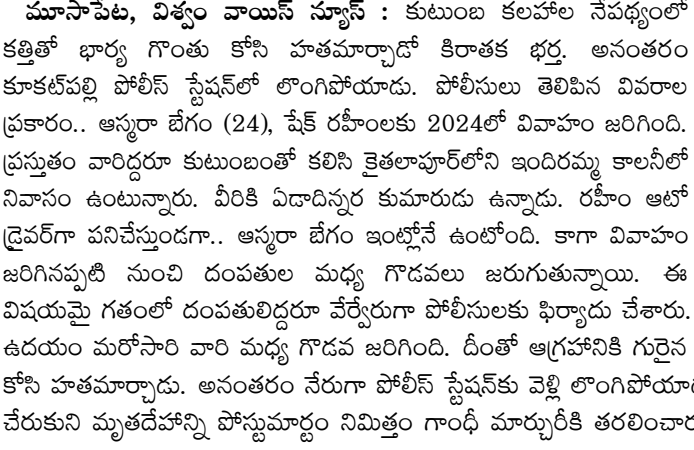 మూసాపేట, విశ్వం వాయిస్ న్యూస్ : కుటుంబ కలహాల నేపథ్యంలో
కత్తితో భార్య గొంతు కోసి హతమార్చాడో కిరాతక భర్త. అనంతరం
కూకట్‌పల్లి పోలీస్ స్టేషన్‌లో లొంగిపోయాడు. పోలీసులు తెలిపిన వివరాల
ప్రకారం.. ఆస్మరా బేగం (24), షేక్ రహీంలకు 2024లో వివాహం జరిగింది.
ప్రస్తుతం వారిద్దరూ కుటుంబంతో కలిసి కైతలాపూర్‌లోని ఇందిరమ్మ కాలనీలో
నివాసం ఉంటున్నారు. వీరికి ఏడాదిన్నర కుమారుడు ఉన్నాడు. రహీం ఆటో
డ్రైవర్‌గా పనిచేస్తుండగా.. ఆస్మరా బేగం ఇంట్లోనే ఉంటోంది. కాగా వివాహం
జరిగినప్పటి నుంచి దంపతుల మధ్య గొడవలు జరుగుతున్నాయి. ఈ
విషయమై గతంలో దంపతులిద్దరూ వేర్వేరుగా పోలీసులకు ఫిర్యాదు చేశారు.
ఉదయం మరోసారి వారి మధ్య గొడవ జరిగింది. దీంతో ఆగ్రహానికి గురైన
కోసి హతమార్చాడు. అనంతరం నేరుగా పోలీస్ స్టేషన్‌కు వెళ్లి
చేరుకుని మృతదేహాన్ని పోస్టుమార్టం నిమిత్తం గాంధీ మార్చురీకి